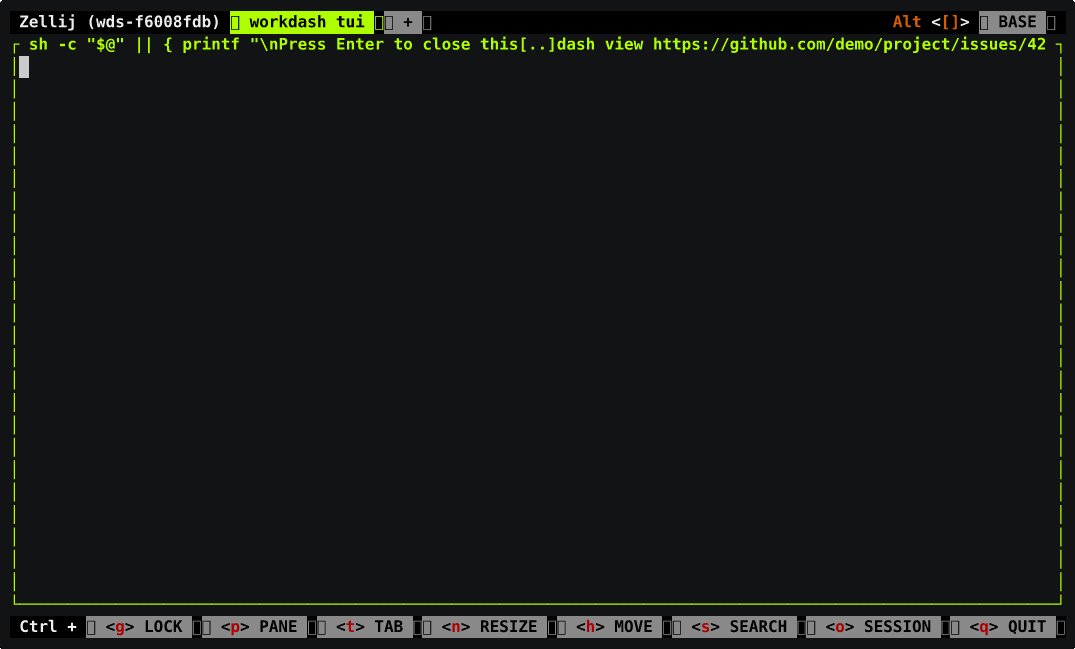 Zellij (wds-f6008fdb) workdash tui + Alt <[]> BASE
sh -c "$@" || { printf "\nPress Enter to close this[..]dash view https://github.com/demo/project/issues/42
Ctrl + <g> LOCK <p> PANE <t> TAB <n> RESIZE <h> MOVE <s> SEARCH <o> SESSION <q> QUIT